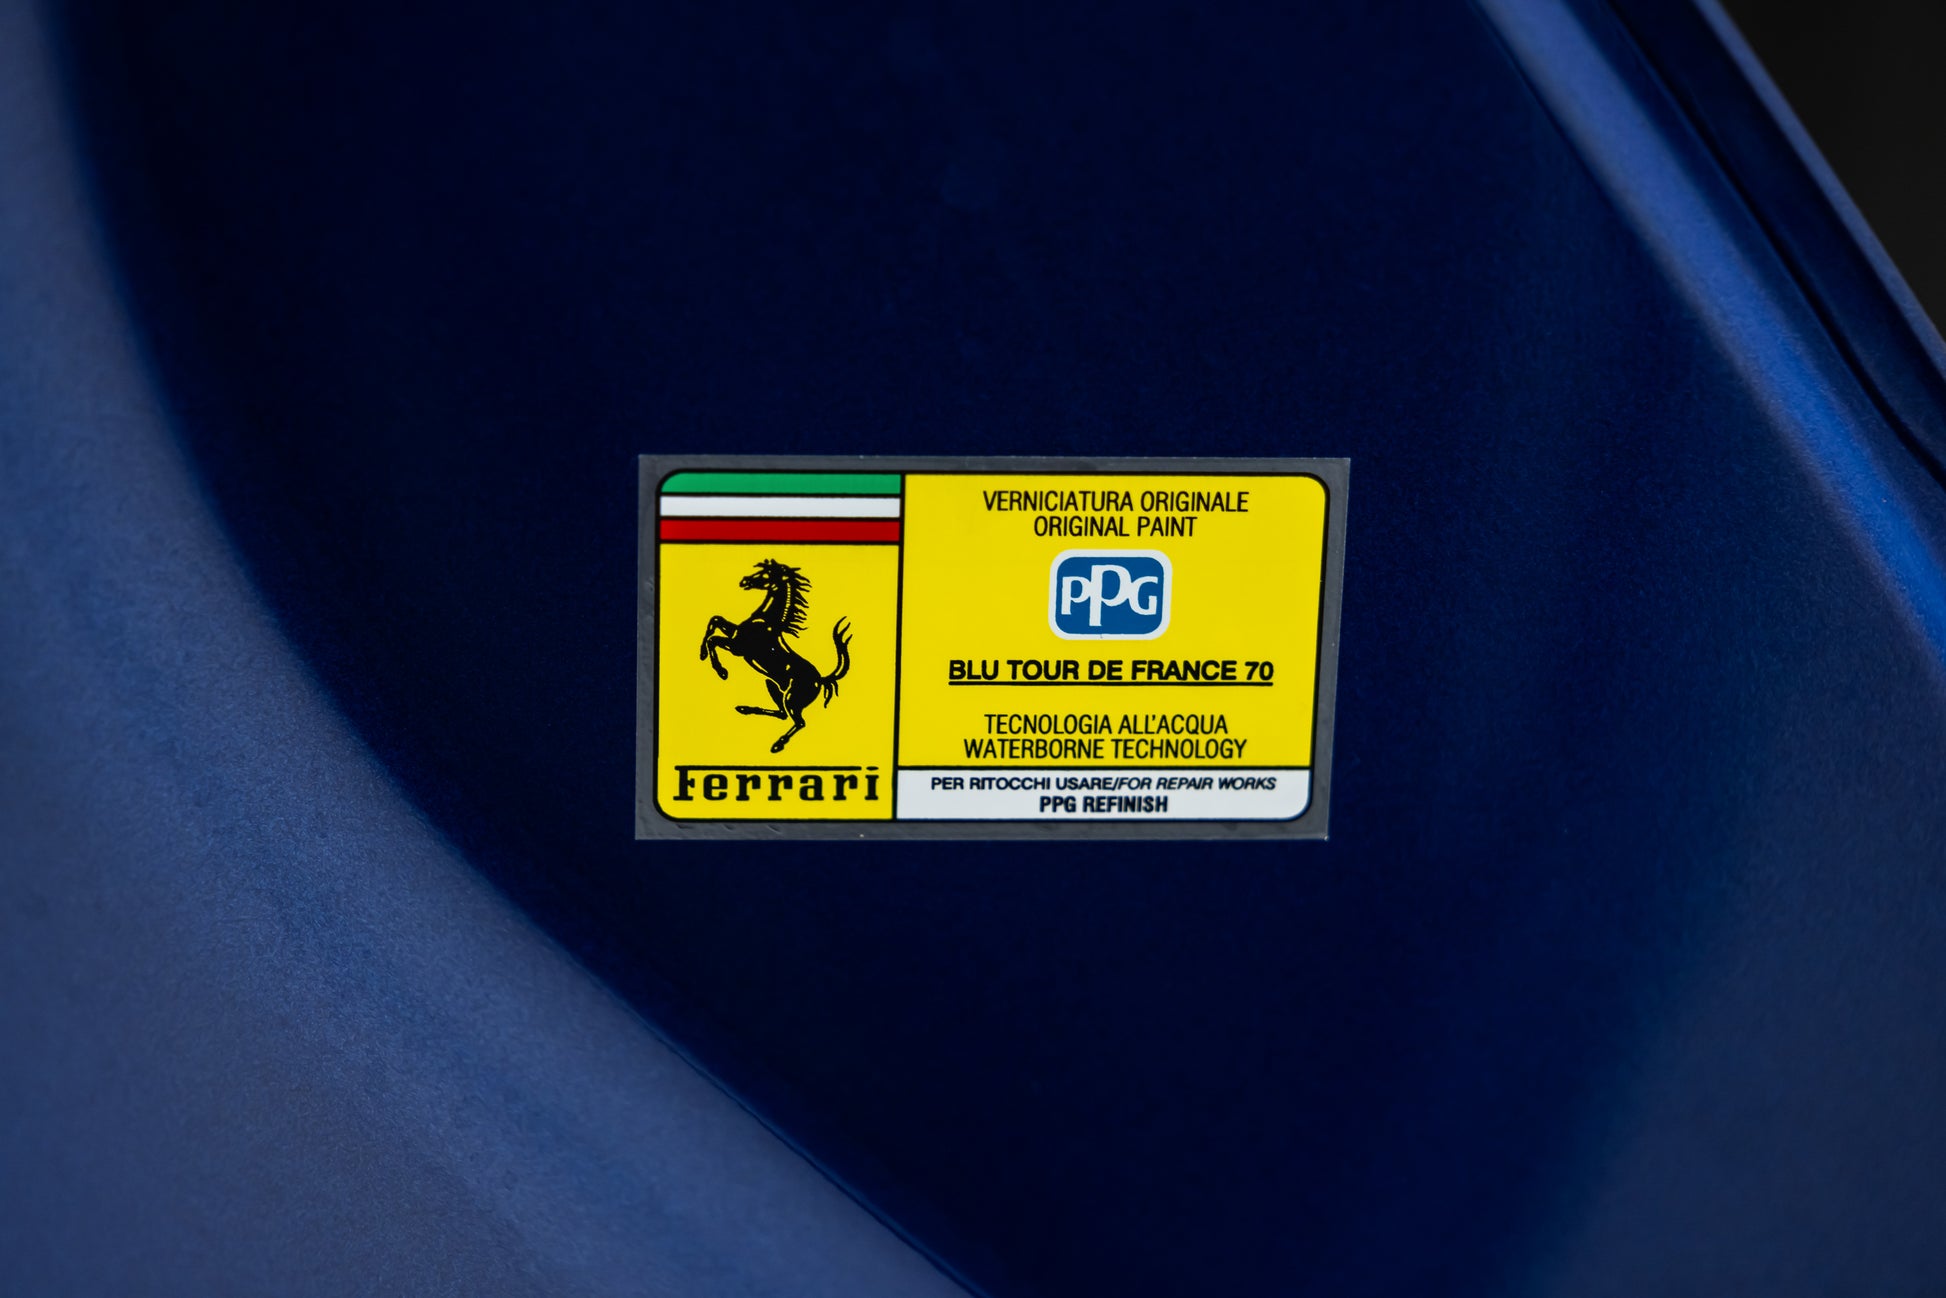 Ferrari
VERNICIATURA ORIGINALE
ORIGINAL PAINT
PPG
BLU TOUR DE FRANCE 70
TECNOLOGIA ALL'ACQUA
WATERBORNE TECHNOLOGY
PER RITOCCHI USARE/FOR REPAIR WORKS
PPG REFINISH